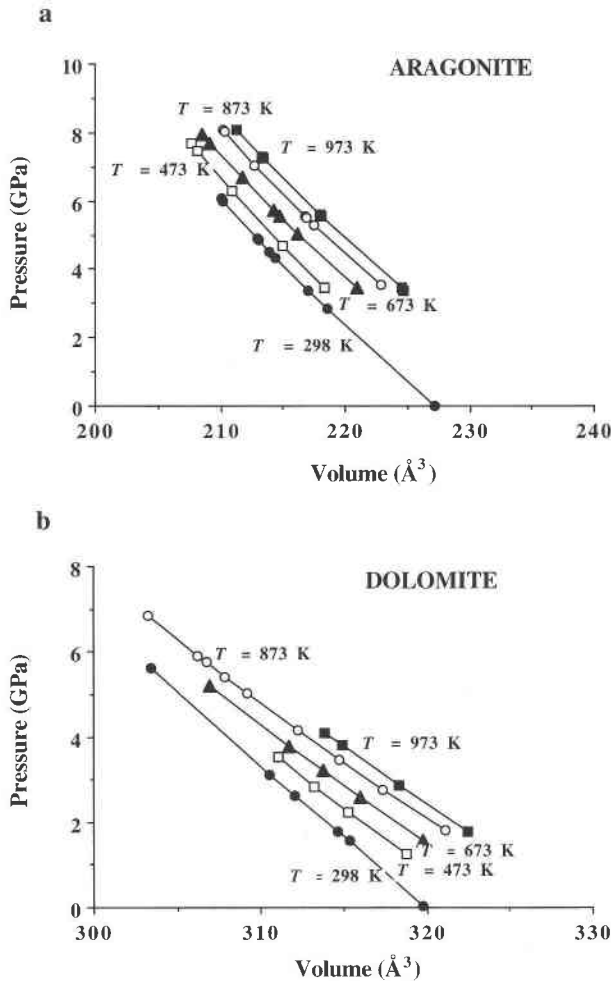 a
ARAGONITE
10
8
6
4
2
0
Pressure (GPa)
T = 873 K
T = 973 K
T = 473 K
T = 673 K
T = 298 K
200 210 220 230 240
Volume (Å³)
b
DOLOMITE
8
6
4
2
0
Pressure (GPa)
T = 873 K
T = 973 K
T = 673 K
T = 473 K
T = 298 K
300 310 320 330
Volume (Å³)